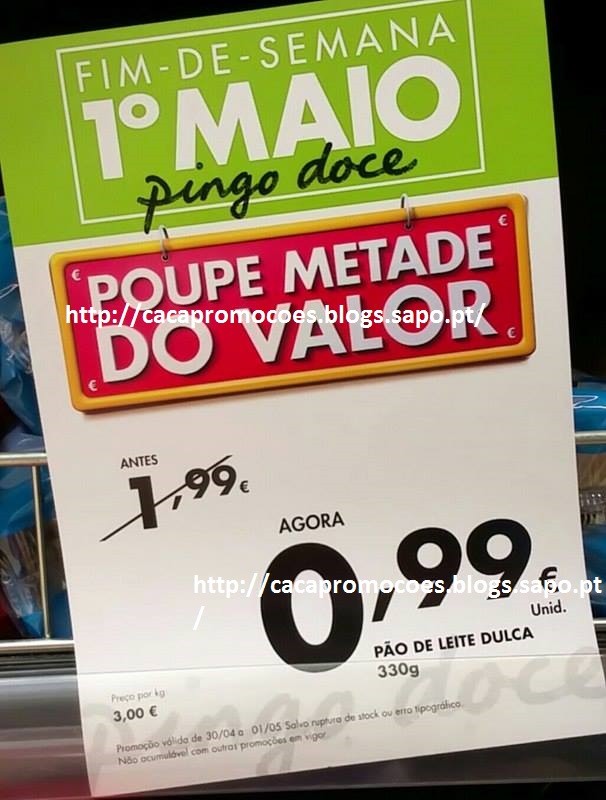 FIM-DE-SEMANA
1º MAIO
pingo doce
€ €
POUPE METADE
http://cacapromocoes.blogs.sapo.pt/
DO VALOR
€ €
ANTES
1,99€
AGORA
0,99€
http://cacapromocoes.blogs.sapo.pt
/
Unid.
PÃO DE LEITE DULCA
330g
Preço por kg
3,00 €
pingo doce
Promoção válida de 30/04 a 01/05. Salvo ruptura de stock ou erro tipográfico.
Não acumulável com outras promoções em vigor.